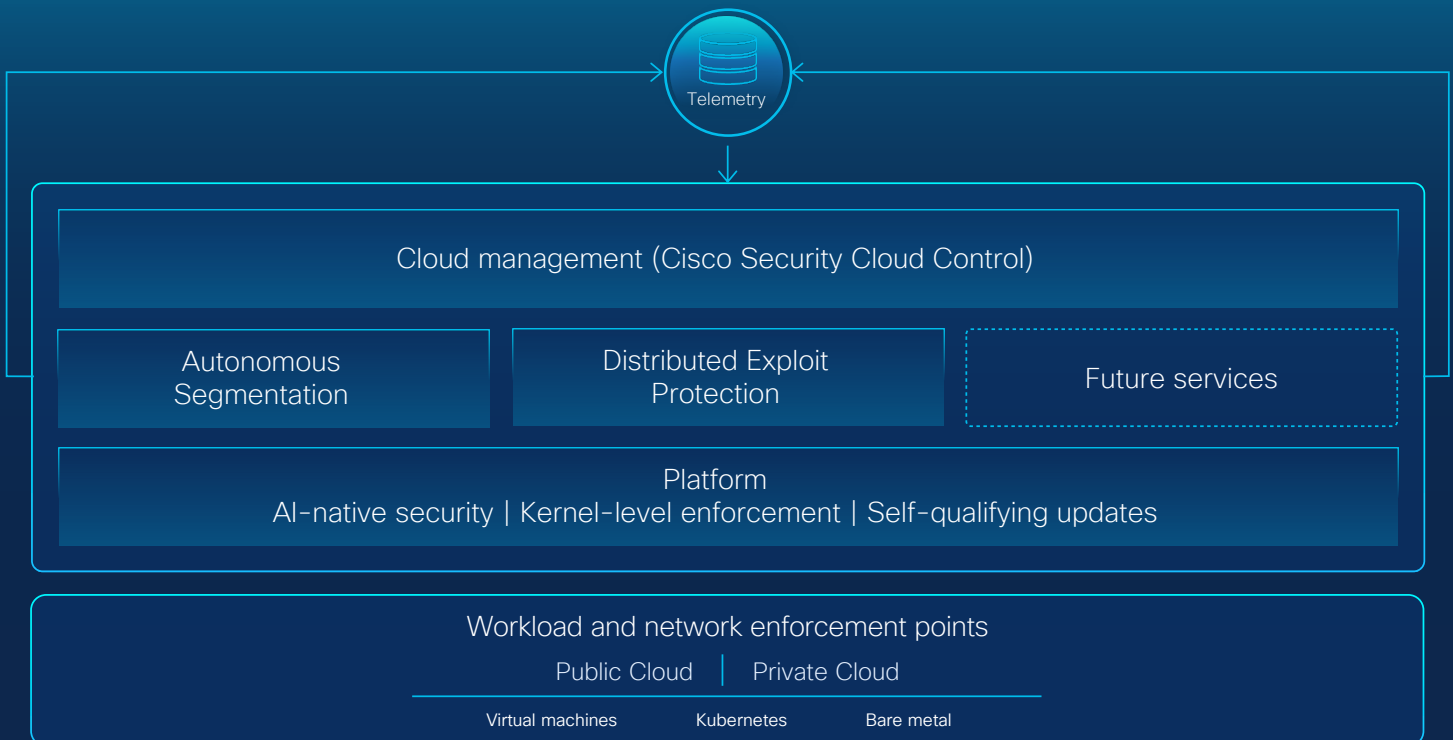 Telemetry
Cloud management (Cisco Security Cloud Control)
Autonomous
Segmentation
Distributed Exploit
Protection
Future services
Platform
AI-native security | Kernel-level enforcement | Self-qualifying updates
Workload and network enforcement points
Public Cloud | Private Cloud
Virtual machines Kubernetes Bare metal